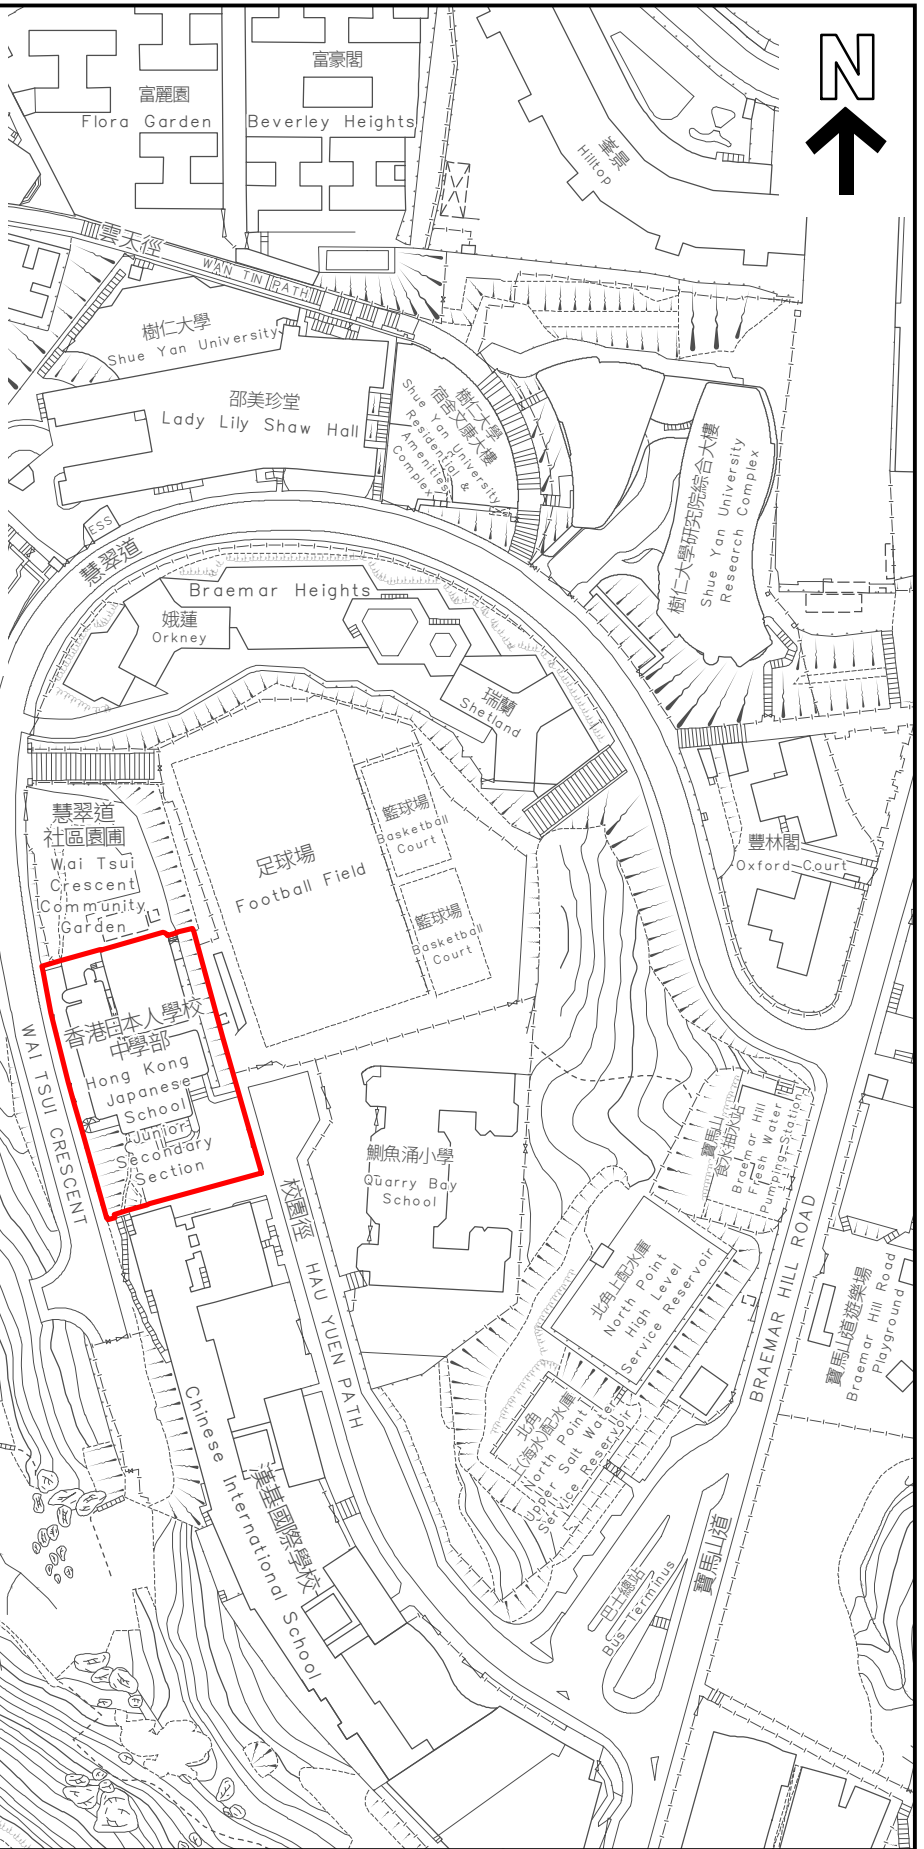 N
富麗園
Flora Garden
富豪閣
Beverley Heights
峯景
Hilltop
雲天徑
WAN TIN PATH
樹仁大學
Shue Yan University
邵美珍堂
Lady Lily Shaw Hall
樹仁大學
宿舍文康大樓
Shue Yan University
Residential &
Amenities
Complex
樹仁大學研究院綜合大樓
Shue Yan University
Research Complex
ESS
慧翠道
Braemar Heights
娥蓮
Orkney
瑞蘭
Shetland
慧翠道
社區園圃
Wai Tsui
Crescent
Community
Garden
足球場
Football Field
籃球場
Basketball
Court
籃球場
Basketball
Court
豐林閣
Oxford Court
WAI TSUI CRESCENT
香港日本人學校
中學部
Hong Kong
Japanese
School
Junior
Secondary
Section
鰂魚涌小學
Quarry Bay
School
校園徑
HAU YUEN PATH
寶馬山
食水抽水站
Braemar Hill
Fresh Water
Pumping Station
北角上配水庫
North Point
High Level
Service Reservoir
北角
上海水配水庫
North Point
Upper Salt Water
Service Reservoir
BRAEMAR HILL ROAD
寶馬山道遊樂場
Braemar Hill Road
Playground
漢基國際學校
Chinese International School
巴士總站
Bus Terminus
寶馬山道